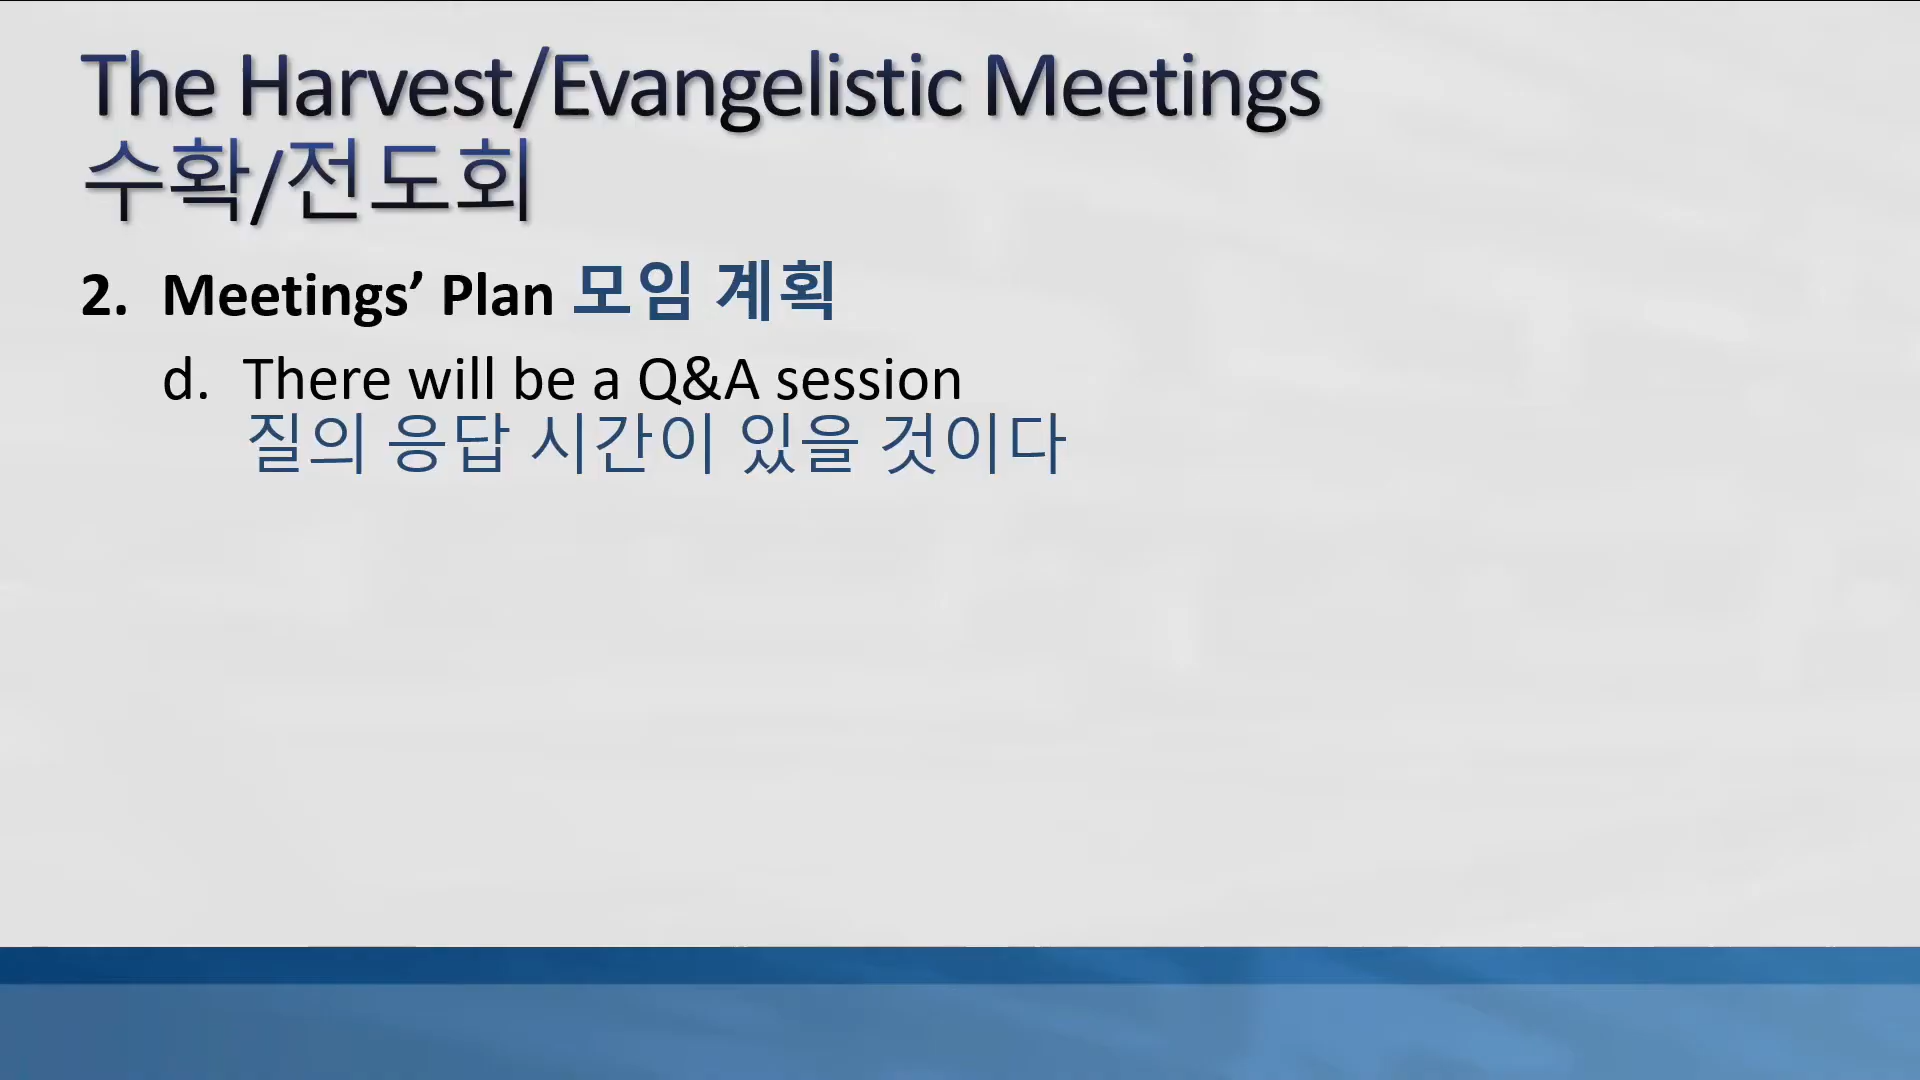 The Harvest/Evangelistic Meetings
수확/전도회
2. Meetings’ Plan 모임 계획
d. There will be a Q&A session
질의 응답 시간이 있을 것이다